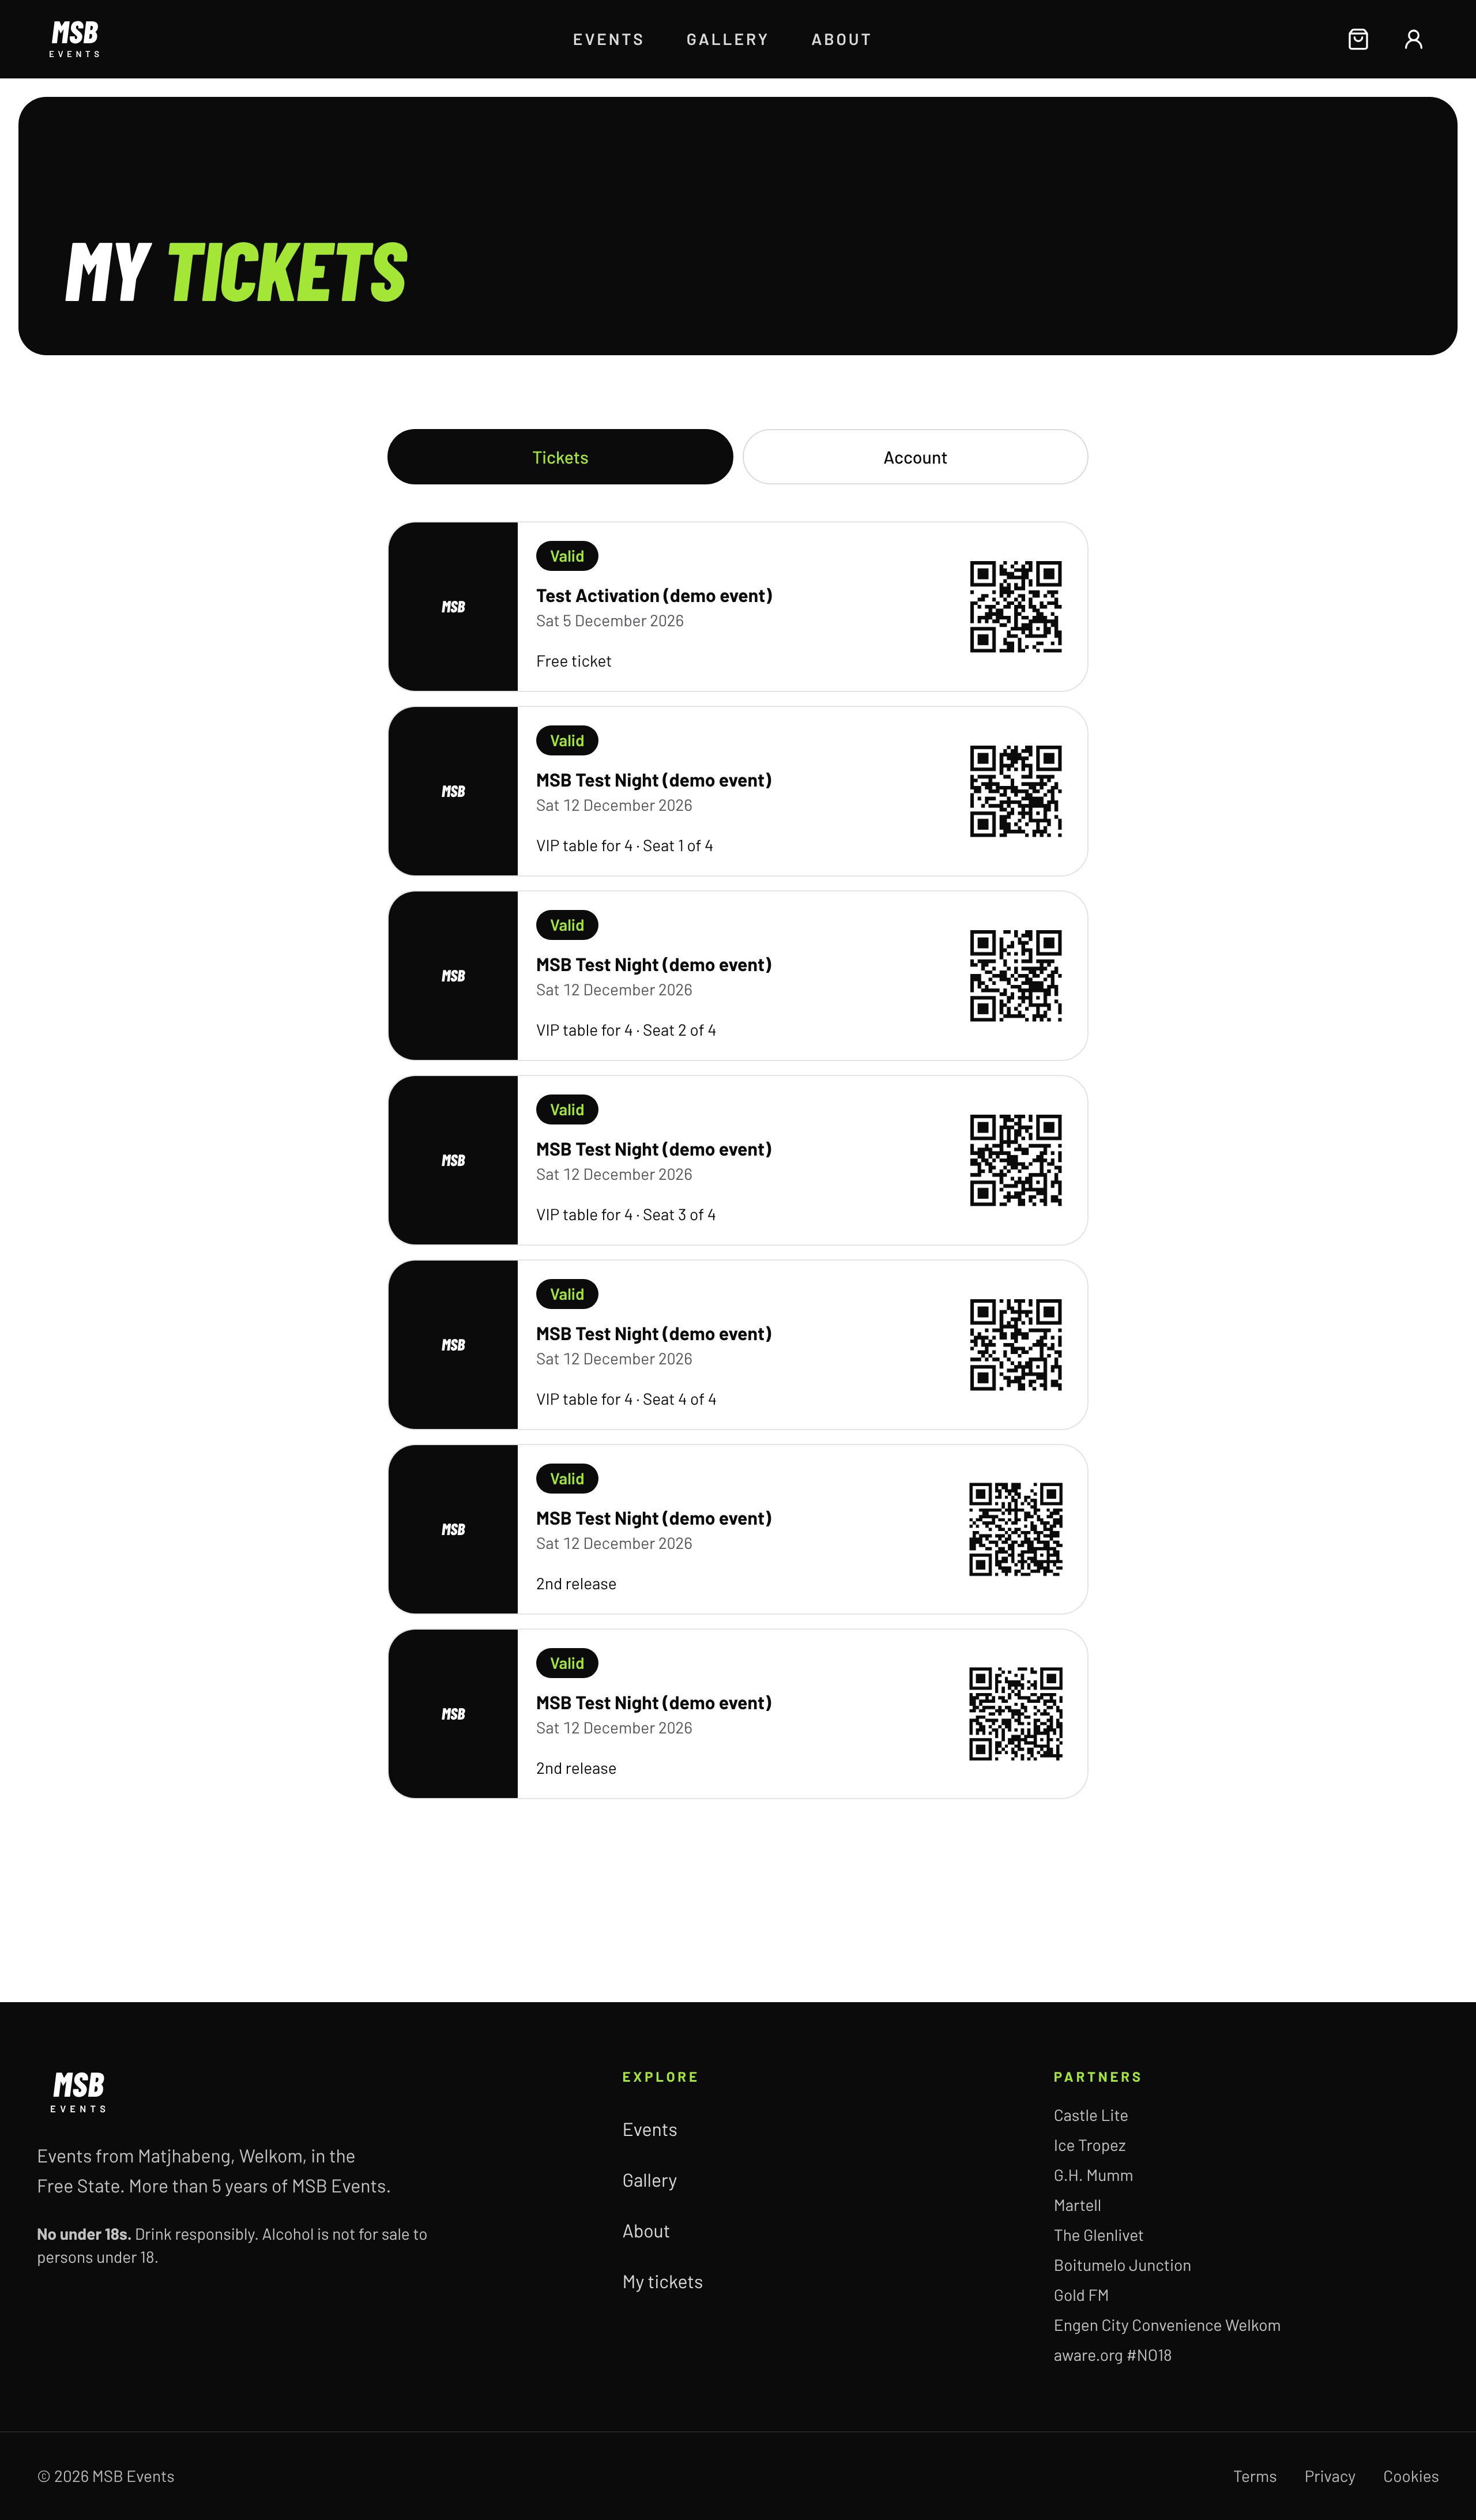 MSB
EVENTS
EVENTS GALLERY ABOUT
MY TICKETS
Tickets
Account
MSB
Valid
Test Activation (demo event)
Sat 5 December 2026
Free ticket
MSB
Valid
MSB Test Night (demo event)
Sat 12 December 2026
VIP table for 4 · Seat 1 of 4
MSB
Valid
MSB Test Night (demo event)
Sat 12 December 2026
VIP table for 4 · Seat 2 of 4
MSB
Valid
MSB Test Night (demo event)
Sat 12 December 2026
VIP table for 4 · Seat 3 of 4
MSB
Valid
MSB Test Night (demo event)
Sat 12 December 2026
VIP table for 4 · Seat 4 of 4
MSB
Valid
MSB Test Night (demo event)
Sat 12 December 2026
2nd release
MSB
Valid
MSB Test Night (demo event)
Sat 12 December 2026
2nd release
MSB
EVENTS
Events from Matjhabeng, Welkom, in the
Free State. More than 5 years of MSB Events.
No under 18s. Drink responsibly. Alcohol is not for sale to
persons under 18.
EXPLORE
Events
Gallery
About
My tickets
PARTNERS
Castle Lite
Ice Tropez
G.H. Mumm
Martell
The Glenlivet
Boitumelo Junction
Gold FM
Engen City Convenience Welkom
aware.org #NO18
© 2026 MSB Events
Terms Privacy Cookies